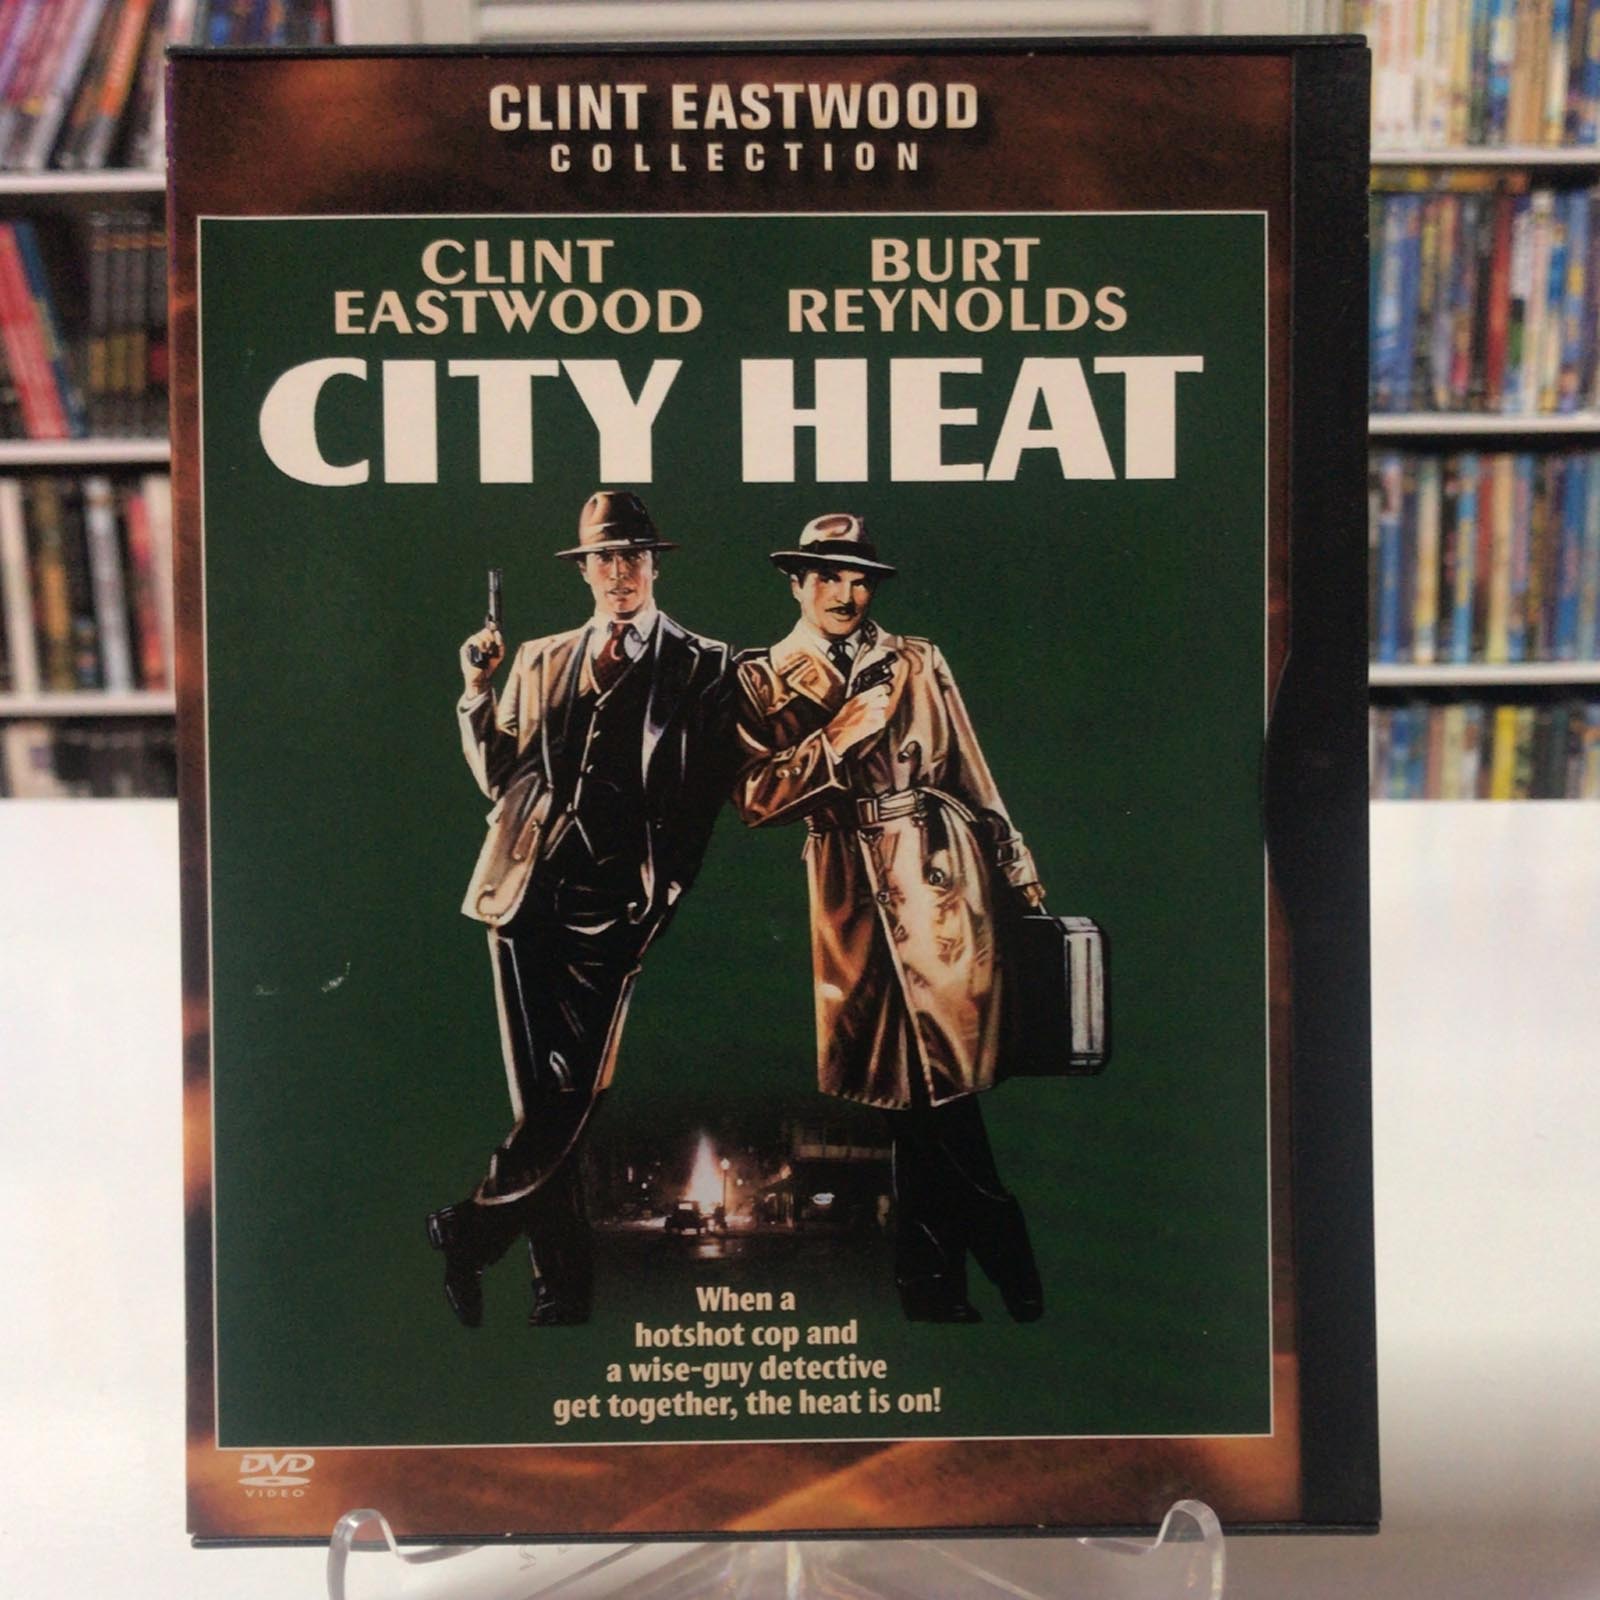 CLINT EASTWOOD
COLLECTION
CLINT EASTWOOD
BURT REYNOLDS
CITY HEAT
When a
hotshot cop and
a wise-guy detective
get together, the heat is on!
DVD
VIDEO